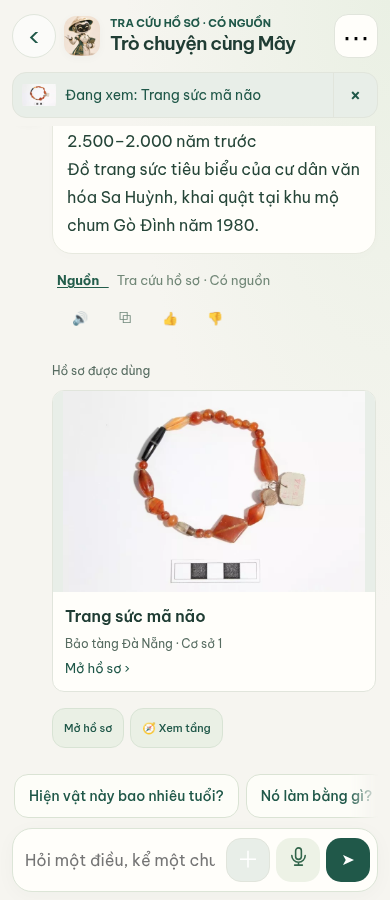 TRA CỨU HỒ SƠ · CÓ NGUỒN
Trò chuyện cùng Mây
Đang xem: Trang sức mã não
2.500–2.000 năm trước
Đồ trang sức tiêu biểu của cư dân văn
hóa Sa Huỳnh, khai quật tại khu mộ
chum Gò Đình năm 1980.
Nguồn Tra cứu hồ sơ · Có nguồn
Hồ sơ được dùng
Trang sức mã não
Bảo tàng Đà Nẵng · Cơ sở 1
Mở hồ sơ ›
Mở hồ sơ
Xem tầng
Hiện vật này bao nhiêu tuổi?
Nó làm bằng gì?
Hỏi một điều, kể một chu